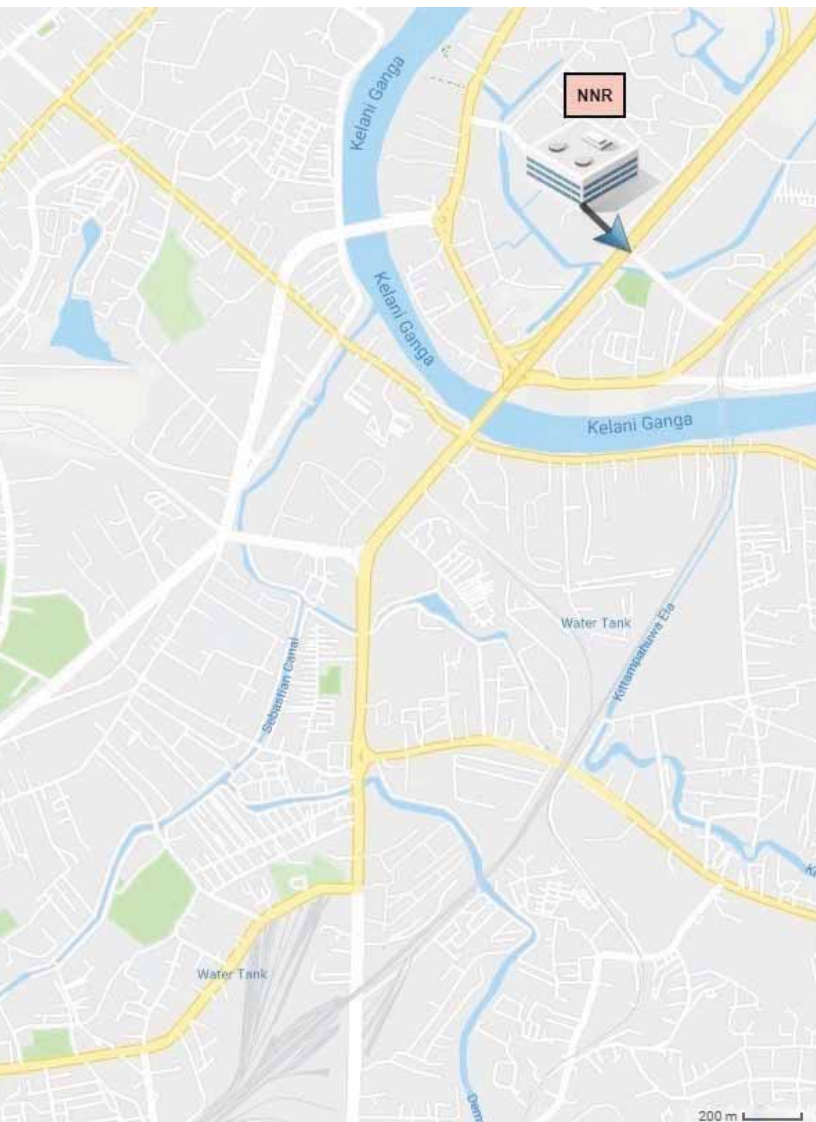 Kelani Ganga
NNR
Kelani Ganga
Kelani Ganga
Water Tank
Kittampahuwa Ela
Sebastian Canal
Water Tank
200 m